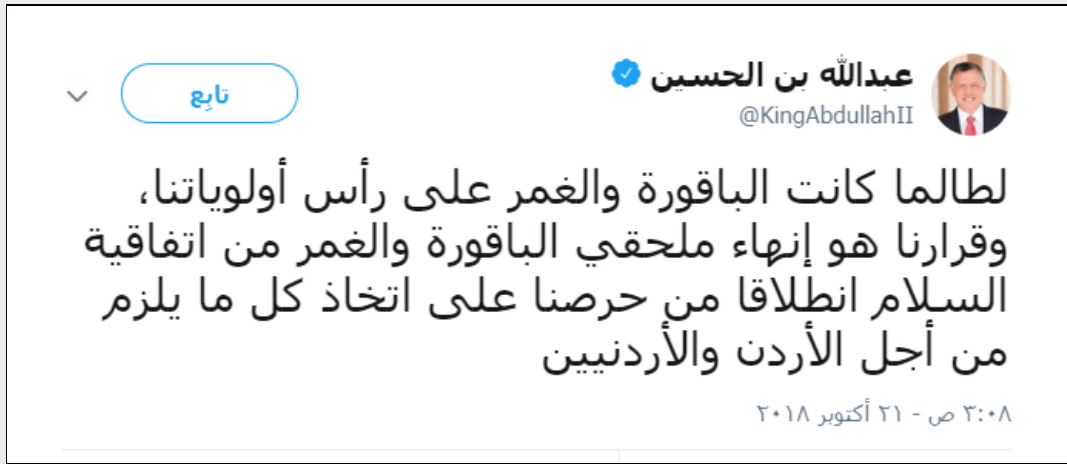 عبدالله بن الحسين
@KingAbdullahII
تابِع
لطالما كانت الباقورة والغمر على رأس أولوياتنا،
وقرارنا هو إنهاء ملحقي الباقورة والغمر من اتفاقية
السلام انطلاقا من حرصنا على اتخاذ كل ما يلزم
من أجل الأردن والأردنيين
٣:٠٨ ص - ٢١ أكتوبر ٢٠١٨